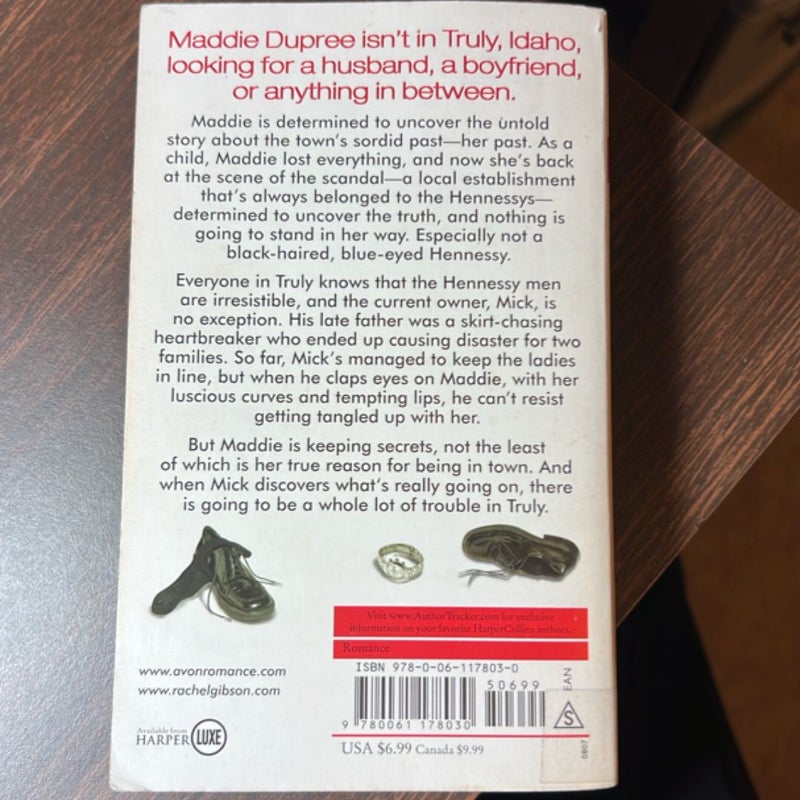 Maddie Dupree isn't in Truly, Idaho,
looking for a husband, a boyfriend,
or anything in between.
Maddie is determined to uncover the untold
story about the town's sordid past—her past. As a
child, Maddie lost everything, and now she's back
at the scene of the scandal—a local establishment
that's always belonged to the Hennessys—
determined to uncover the truth, and nothing is
going to stand in her way. Especially not a
black-haired, blue-eyed Hennessy.
Everyone in Truly knows that the Hennessy men
are irresistible, and the current owner, Mick, is
no exception. His late father was a skirt-chasing
heartbreaker who ended up causing disaster for two
families. So far, Mick's managed to keep the ladies
in line, but when he claps eyes on Maddie, with her
luscious curves and tempting lips, he can't resist
getting tangled up with her.
But Maddie is keeping secrets, not the least
of which is her true reason for being in town. And
when Mick discovers what's really going on, there
is going to be a whole lot of trouble in Truly.
Visit www.AuthorTracker.com for exclusive
information on your favorite HarperCollins authors.
Romance
ISBN 978-0-06-117803-0
50699
EAN
9 780061 178030
S
0807
USA $6.99 Canada $9.99
www.avonromance.com
www.rachelgibson.com
Available from
HARPER LUXE